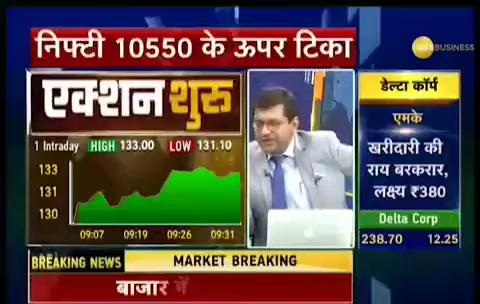 निफ्टी 10550 के ऊपर टिका
ZEE BUSINESS
एक्शन शुरु
1 Intraday HIGH 133.00 LOW 131.10
133
131
130
09:07 09:19 09:26 09:31
डेल्टा कॉर्प
एमके
खरीदारी की
राय बरकरार,
लक्ष्य ₹380
Delta Corp
238.70 12.25
BREAKING NEWS
MARKET BREAKING
बाजार में